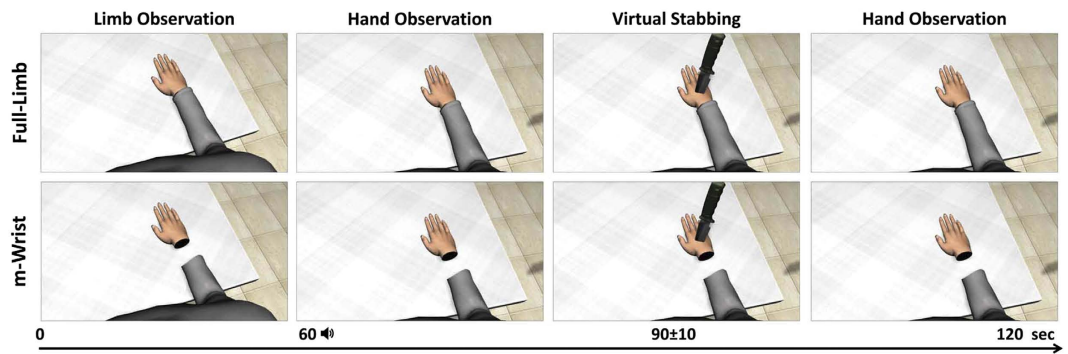 Limb Observation Hand Observation Virtual Stabbing Hand Observation
Full-Limb
m-Wrist
0 60 90±10 120 sec